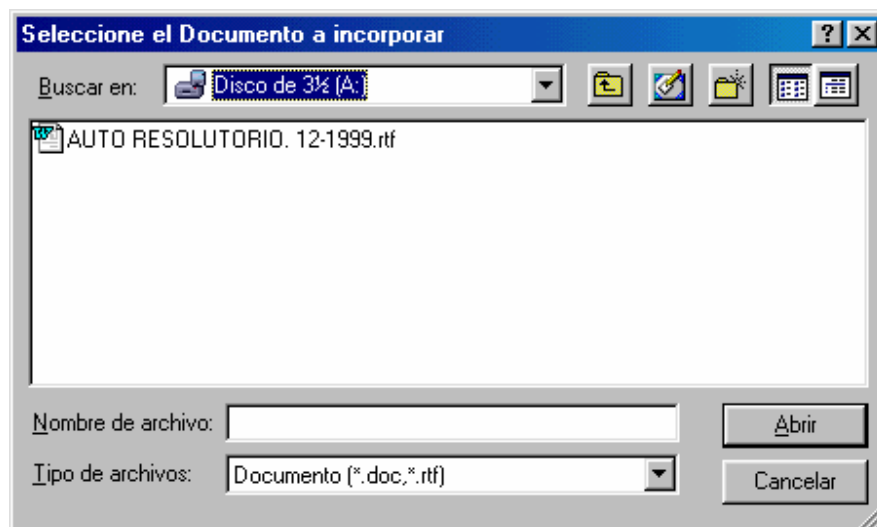 Seleccione el Documento a incorporar
Buscar en: Disco de 3½ (A:)
AUTO RESOLUTORIO. 12-1999.rtf
Nombre de archivo: Abrir
Tipo de archivos: Documento (*.doc,*.rtf) Cancelar